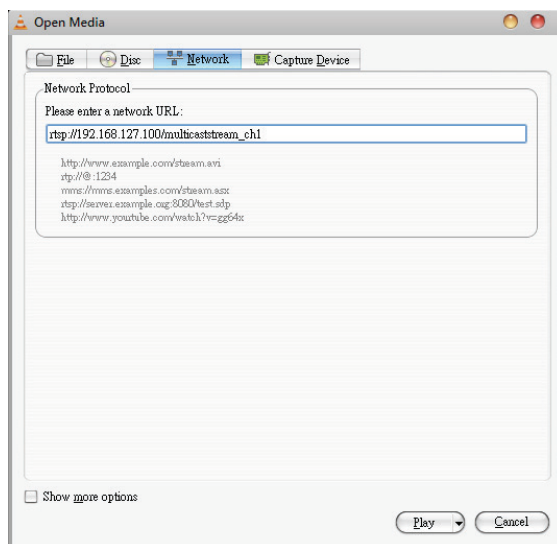 Open Media
File Disc Network Capture Device
Network Protocol
Please enter a network URL:
rtsp://192.168.127.100/multicaststream_ch1
http://www.example.com/stream.avi
rtp://@:1234
mms://mms.examples.com/stream.asx
rtsp://server.example.org:8080/test.sdp
http://www.yourtube.com/watch?v=gg64x
Show more options
Play Cancel